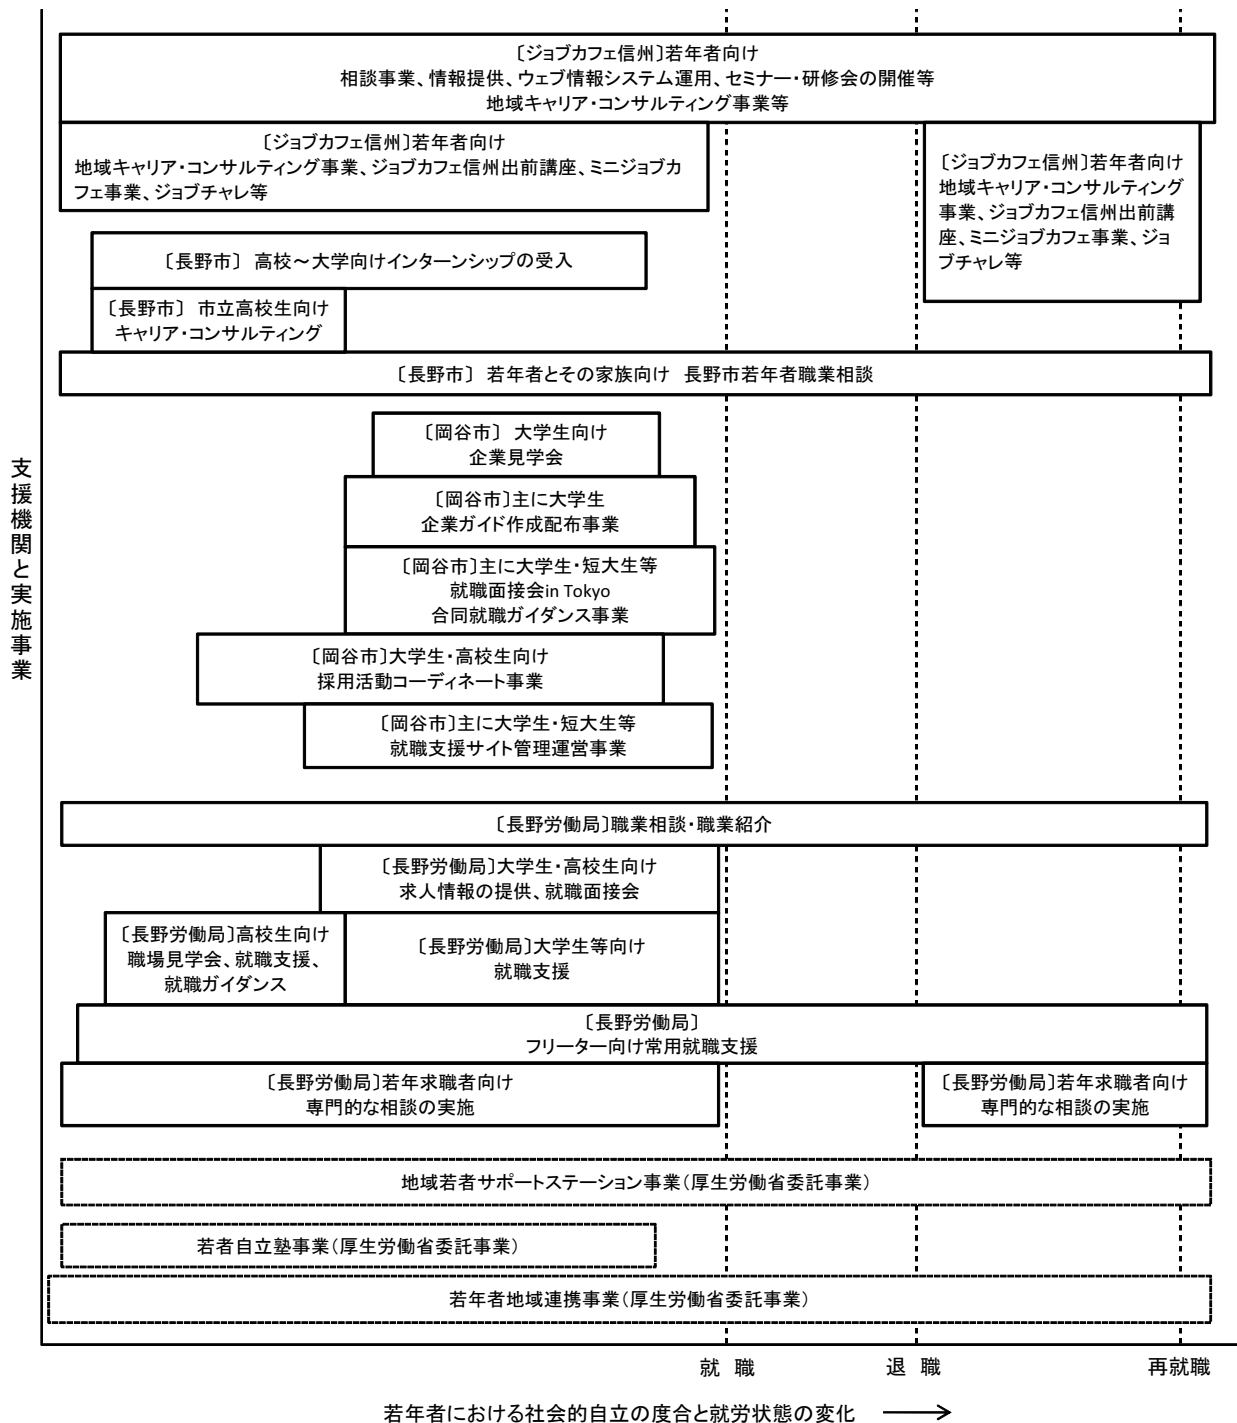 〔ジョブカフェ信州〕若年者向け
相談事業、情報提供、ウェブ情報システム運用、セミナー・研修会の開催等
地域キャリア・コンサルティング事業等
〔ジョブカフェ信州〕若年者向け
地域キャリア・コンサルティング事業、ジョブカフェ信州出前講座、ミニジョブカ
フェ事業、ジョブチャレ等
〔ジョブカフェ信州〕若年者向け
地域キャリア・コンサルティング
事業、ジョブカフェ信州出前講
座、ミニジョブカフェ事業、ジョ
ブチャレ等
〔長野市〕 高校～大学向けインターンシップの受入
〔長野市〕 市立高校生向け
キャリア・コンサルティング
〔長野市〕 若年者とその家族向け 長野市若年者職業相談
〔岡谷市〕 大学生向け
企業見学会
〔岡谷市〕主に大学生
企業ガイド作成配布事業
〔岡谷市〕主に大学生・短大生等
就職面接会in Tokyo
合同就職ガイダンス事業
〔岡谷市〕大学生・高校生向け
採用活動コーディネート事業
〔岡谷市〕主に大学生・短大生等
就職支援サイト管理運営事業
支援機関と実施事業
〔長野労働局〕職業相談・職業紹介
〔長野労働局〕大学生・高校生向け
求人情報の提供、就職面接会
〔長野労働局〕高校生向け
職場見学会、就職支援、
就職ガイダンス
〔長野労働局〕大学生等向け
就職支援
〔長野労働局〕
フリーター向け常用就職支援
〔長野労働局〕若年求職者向け
専門的な相談の実施
〔長野労働局〕若年求職者向け
専門的な相談の実施
地域若者サポートステーション事業(厚生労働省委託事業)
若者自立塾事業(厚生労働省委託事業)
若年者地域連携事業(厚生労働省委託事業)
就 職
退 職
再就職
若年者における社会的自立の度合と就労状態の変化 →